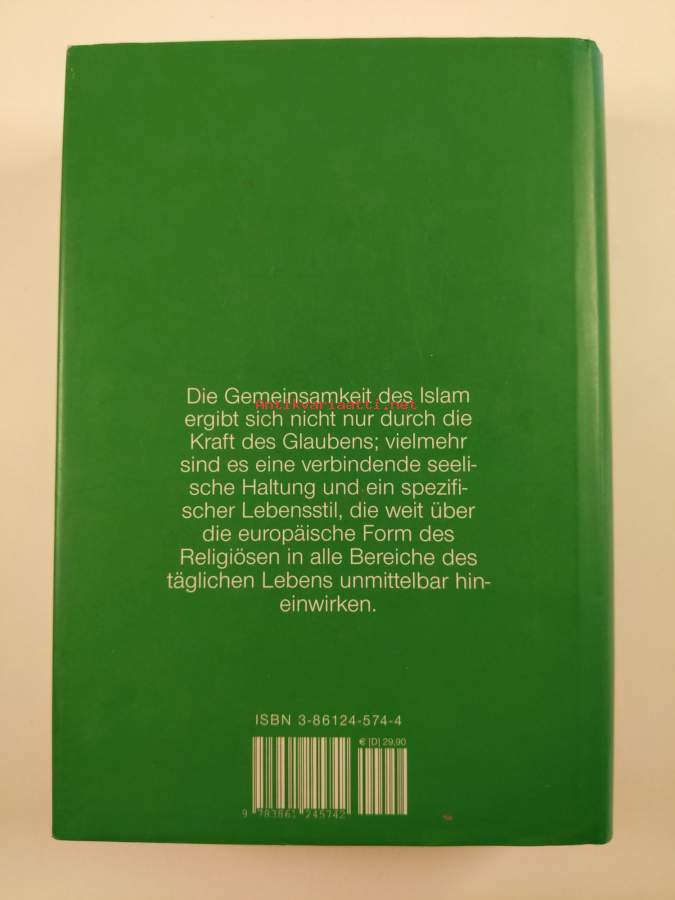 Die Gemeinsamkeit des Islam
Antikvariaatti.net
ergibt sich nicht nur durch die
Kraft des Glaubens; vielmehr
sind es eine verbindende seeli-
sche Haltung und ein spezifi-
scher Lebensstil, die weit über
die europäische Form des
Religiösen in alle Bereiche des
täglichen Lebens unmittelbar hin-
einwirken.
ISBN 3-86124-574-4
€ [D] 29,90
9 783861 245742